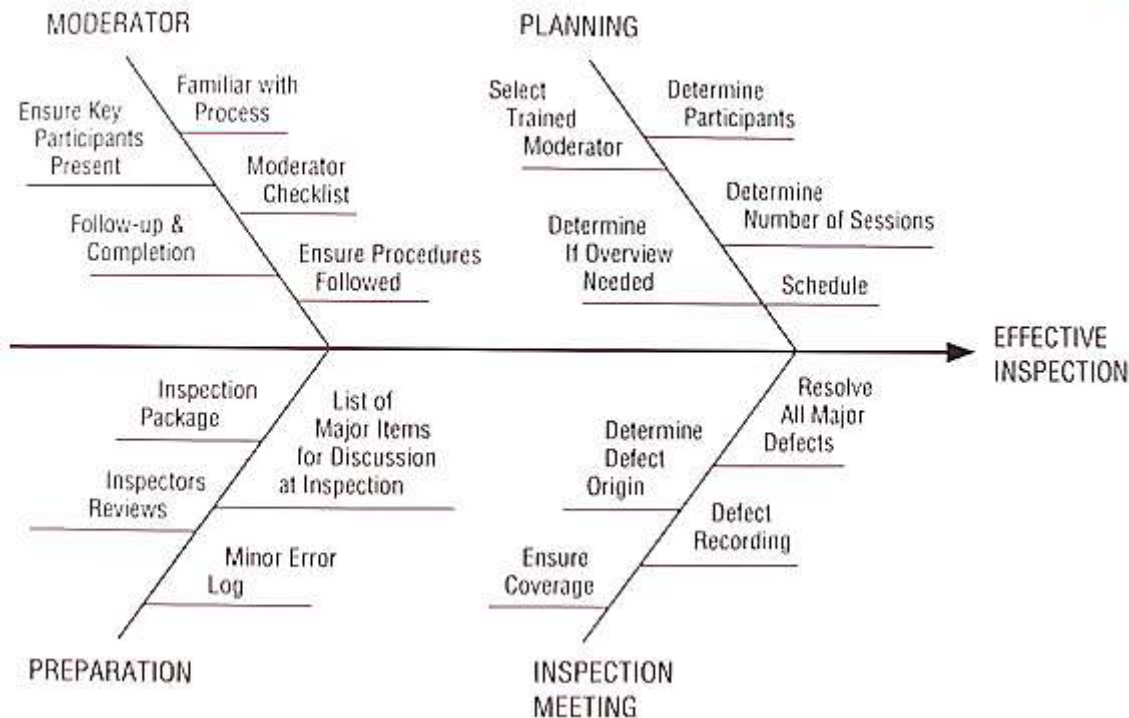 MODERATOR
Familiar with
Process
Ensure Key
Participants
Present
Moderator
Checklist
Follow-up &
Completion
Ensure Procedures
Followed
PLANNING
Select
Trained
Moderator
Determine
Participants
Determine
Number of Sessions
Determine
If Overview
Needed
Schedule
EFFECTIVE
INSPECTION
Inspection
Package
List of
Major Items
for Discussion
at Inspection
Inspectors
Reviews
Minor Error
Log
PREPARATION
Resolve
All Major
Defects
Determine
Defect
Origin
Defect
Recording
Ensure
Coverage
INSPECTION
MEETING